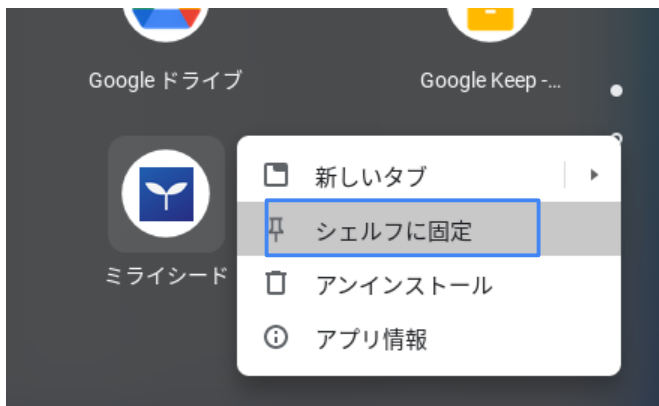 Google ドライブ
Google Keep -...
ミライシード
新しいタブ
シェルフに固定
アンインストール
アプリ情報